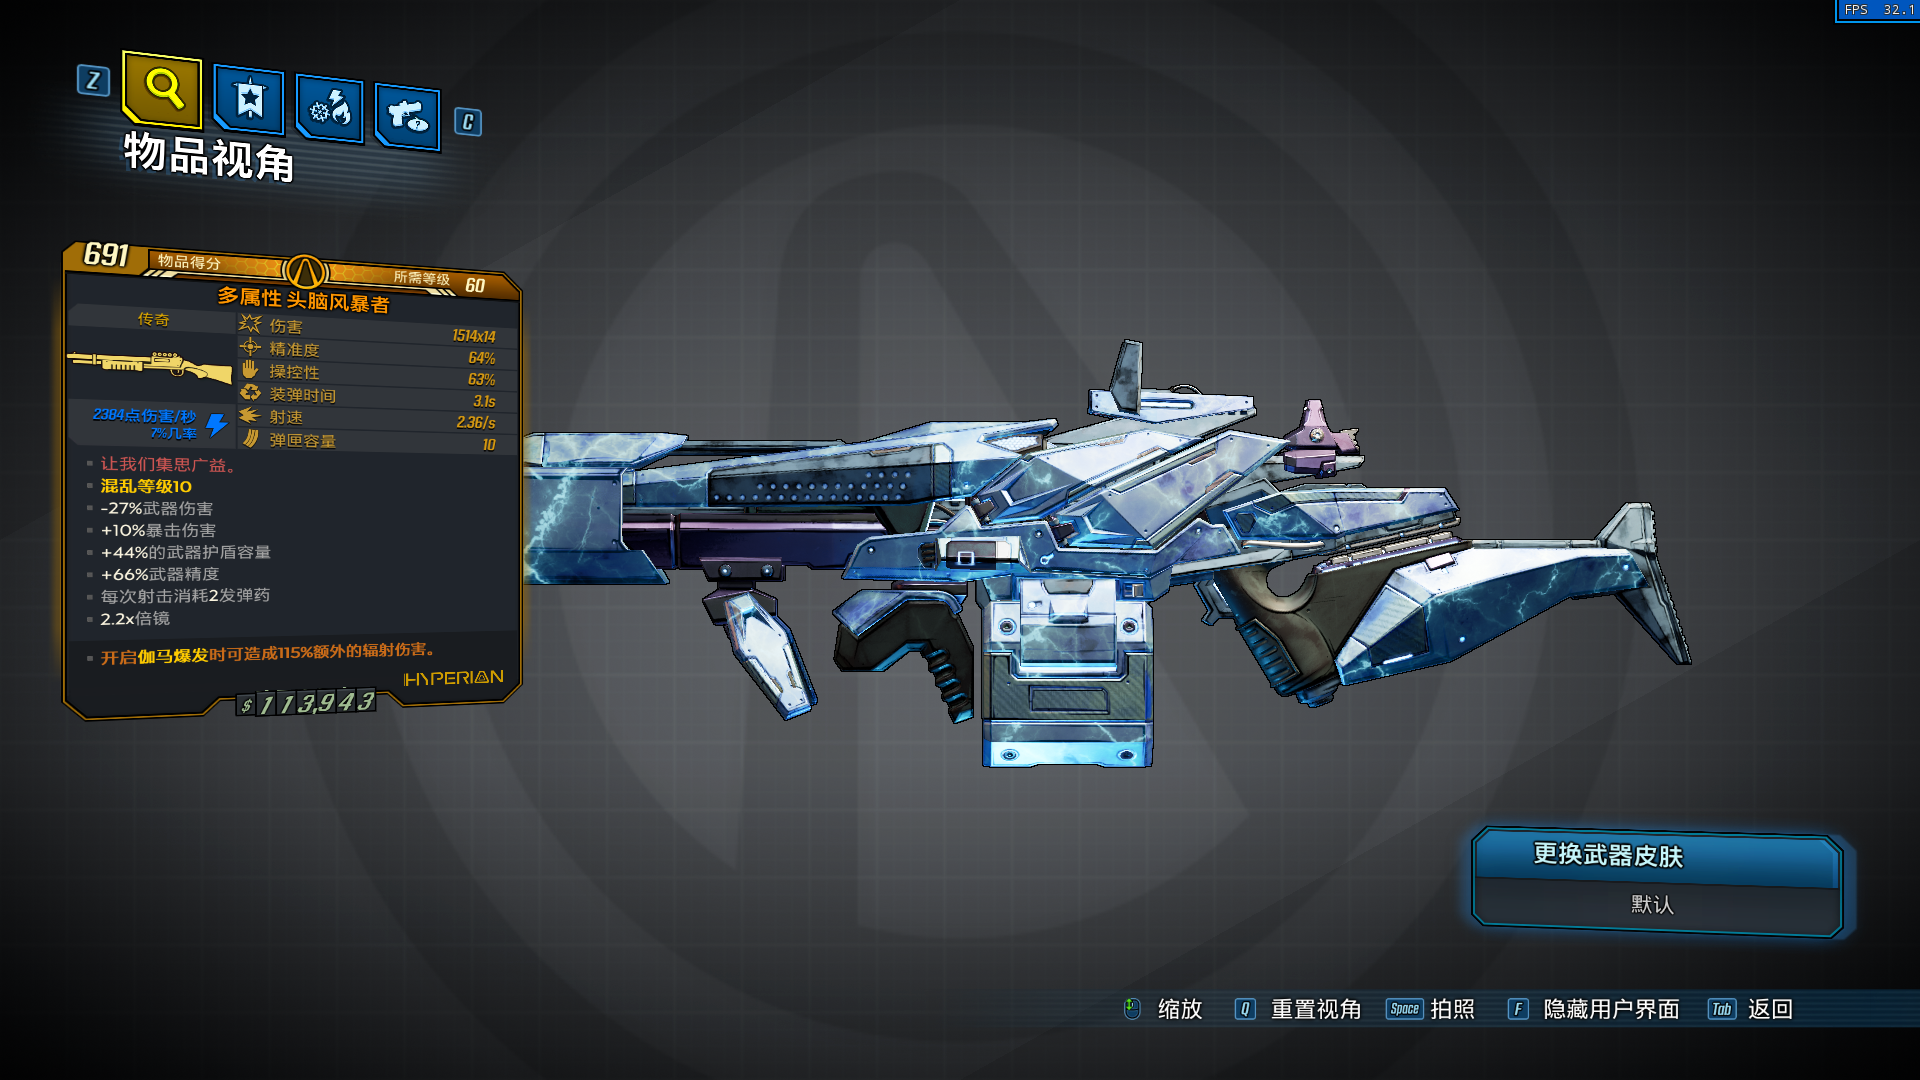 FPS 32.1
Z
C
物品视角
691 物品得分 所需等级 60
多属性 头脑风暴者
传奇
伤害 1514x14
精准度 64%
操控性 63%
装弹时间 3.1s
射速 2.36/s
弹匣容量 10
2384点伤害/秒
7%几率
让我们集思广益。
混乱等级10
-27%武器伤害
+10%暴击伤害
+44%的武器护盾容量
+66%武器精度
每次射击消耗2发弹药
2.2x倍镜
开启伽马爆发时可造成115%额外的辐射伤害。
HYPERION
$ 113,943
更换武器皮肤
默认
缩放 Q 重置视角 Space 拍照 F 隐藏用户界面 Tab 返回